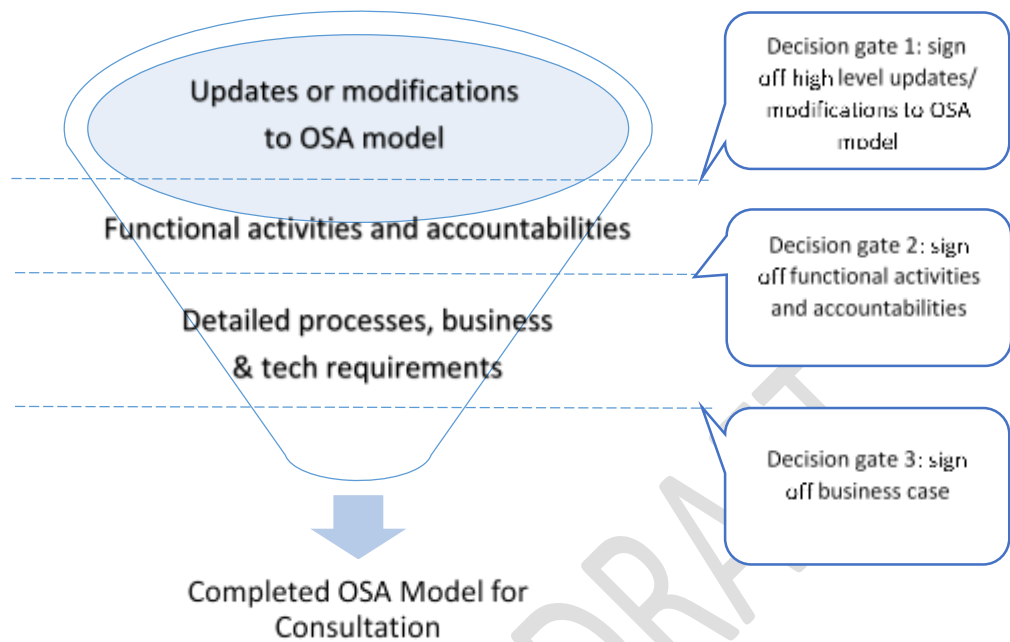 Updates or modifications
to OSA model
Functional activities and accountabilities
Detailed processes, business
& tech requirements
Completed OSA Model for
Consultation
Decision gate 1: sign
off high level updates/
modifications to OSA
model
Decision gate 2: sign
off functional activities
and accountabilities
Decision gate 3: sign
off business case
DRAFT